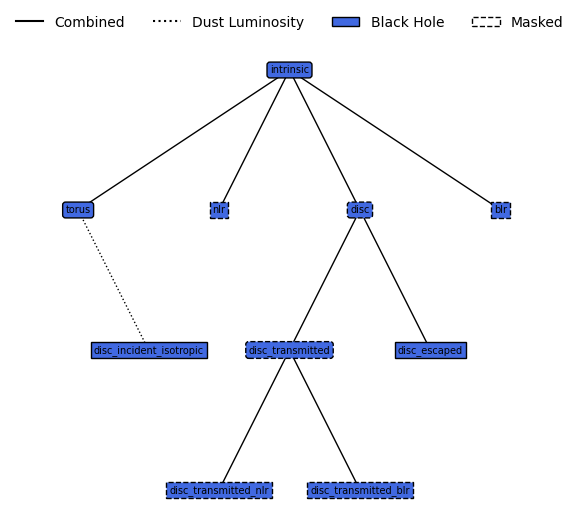 Combined Dust Luminosity Black Hole Masked
intrinsic
torus nlr disc blr
disc_incident_isotropic disc_transmitted disc_escaped
disc_transmitted_nlr disc_transmitted_blr